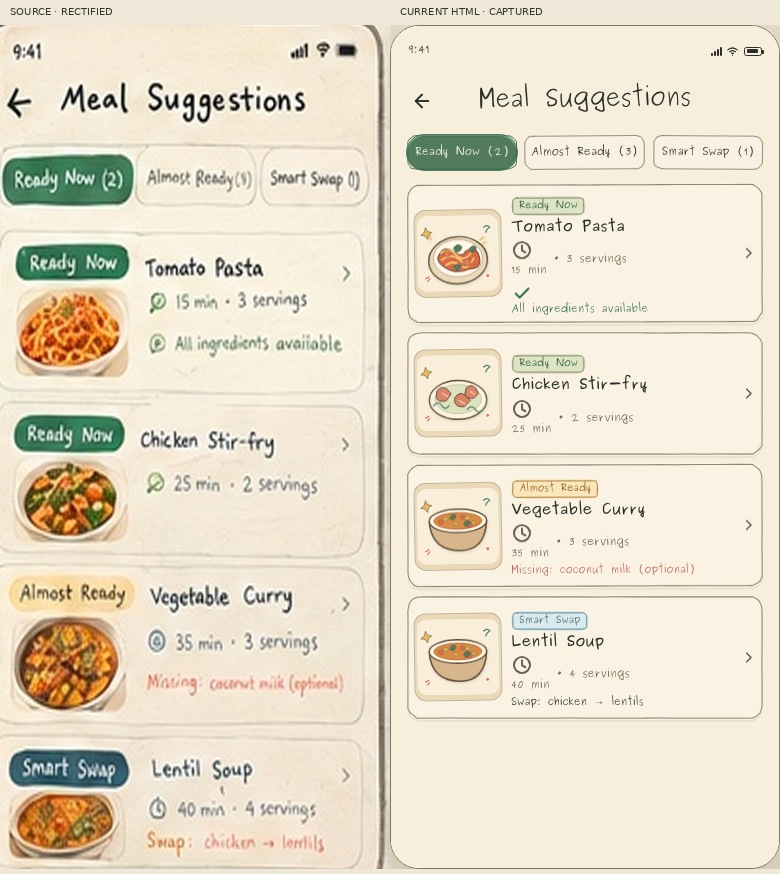 SOURCE · RECTIFIED
9:41
Meal Suggestions
Ready Now (2)
Almost Ready(9)
Smart Swap ()
Ready Now
Tomato Pasta
15 min · 3 servings
All ingredients avaiiable
Ready Now
Chicken Stir-fry
25 min · 2 servings
Almost Ready
Vegetable Curry
35 min · 3 servings
Misting: cocomut milk (optional)
Smart Swap
Lentil Soup
40 min · 4 servings
Swap: chicken → lentils
CURRENT HTML · CAPTURED
9:41
Meal Suggestions
Ready Now (2)
Almost Ready (3)
Smart Swap (1)
Ready Now
Tomato Pasta
15 min
• 3 servings
All ingredients available
Ready Now
Chicken Stir-fry
25 min
• 2 servings
Almost Ready
Vegetable Curry
35 min
• 3 servings
Missing: coconut milk (optional)
Smart Swap
Lentil Soup
40 min
• 4 servings
Swap: chicken → lentils